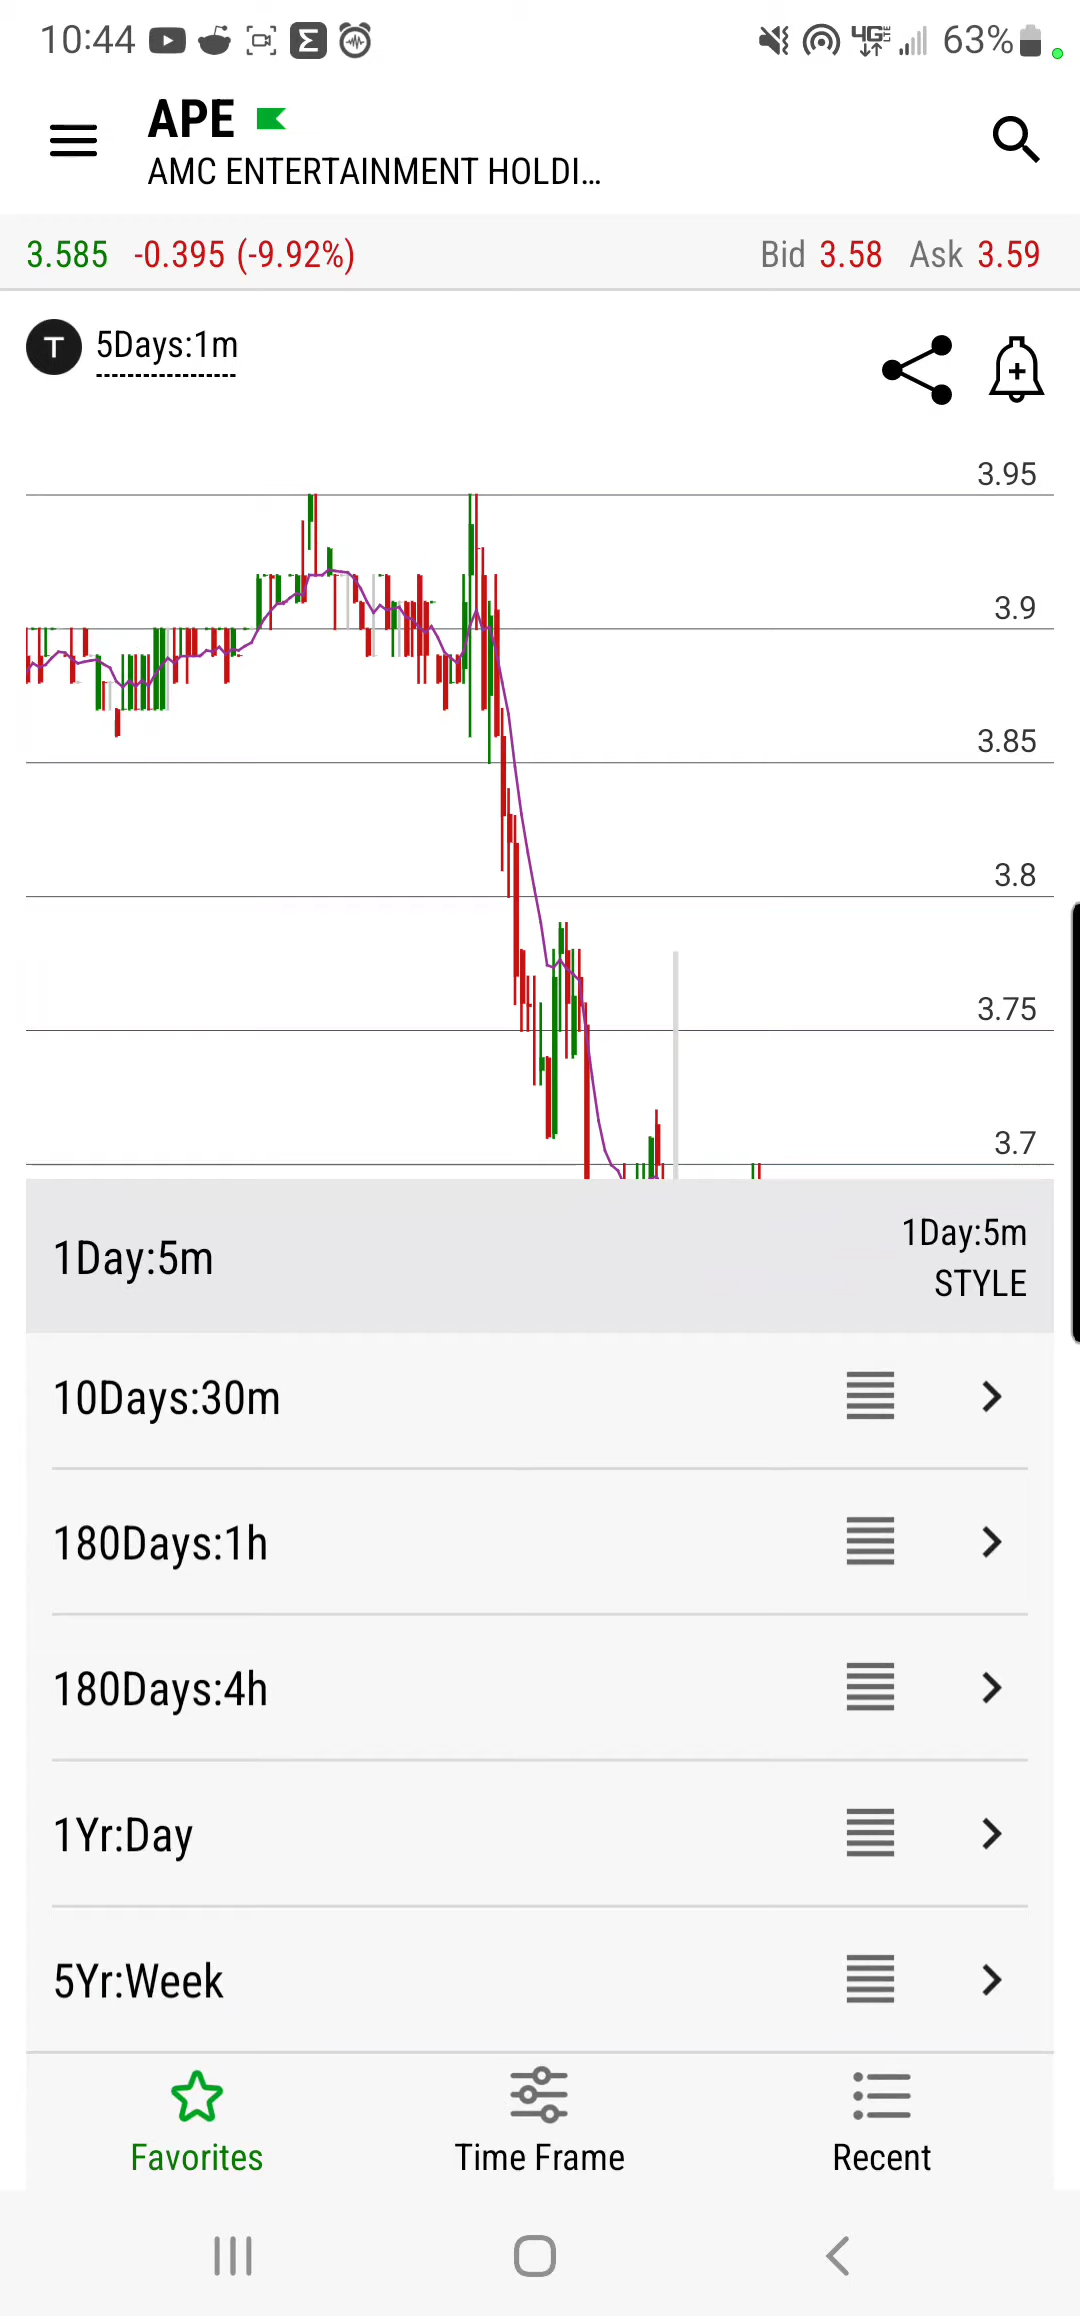 10:44 Σ 4G LTE 63%
APE
AMC ENTERTAINMENT HOLDI...
3.585 -0.395 (-9.92%) Bid 3.58 Ask 3.59
T 5Days:1m
3.95
3.9
3.85
3.8
3.75
3.7
1Day:5m
1Day:5m
STYLE
10Days:30m
180Days:1h
180Days:4h
1Yr:Day
5Yr:Week
Favorites Time Frame Recent